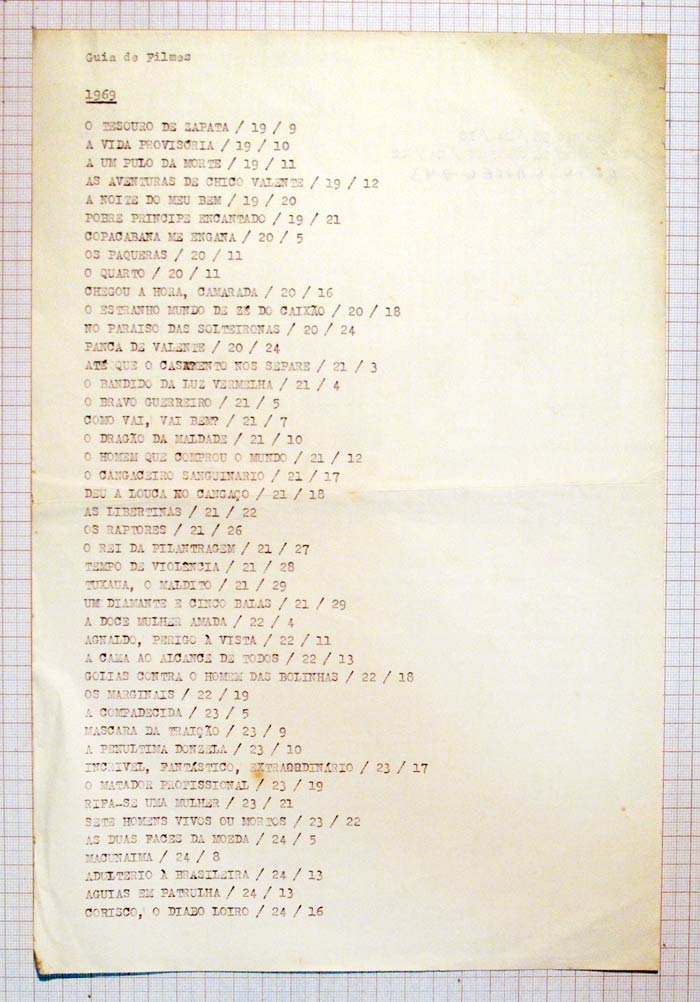 Guia de Filmes
1969
O TESOURO DE ZAPATA / 19 / 9
A VIDA PROVISÓRIA / 19 / 10
A UM PULO DA MORTE / 19 / 11
AS AVENTURAS DE CHICO VALENTE / 19 / 12
A NOITE DO MEU BEM / 19 / 20
POBRE PRINCIPE ENCANTADO / 19 / 21
COPACABANA ME ENGANA / 20 / 5
OS PAQUERAS / 20 / 11
O QUARTO / 20 / 11
CHEGOU A HORA, CAMARADA / 20 / 16
O ESTRANHO MUNDO DE ZÉ DO CAIXÃO / 20 / 18
NO PARAISO DAS SOLTEIRONAS / 20 / 24
PANCA DE VALENTE / 20 / 24
ATÉ QUE O CASAMENTO NOS SEPARE / 21 / 3
O BANDIDO DA LUZ VERMELHA / 21 / 4
O BRAVO GUERREIRO / 21 / 5
COMO VAI, VAI BEM? / 21 / 7
O DRAGÃO DA MALDADE / 21 / 10
O HOMEM QUE COMPROU O MUNDO / 21 / 12
O CANGACEIRO SANGUINARIO / 21 / 17
DEU A LOUCA NO CANGAÇO / 21 / 18
AS LIBERTINAS / 21 / 22
OS RAPTORES / 21 / 26
O REI DA PILANTRAGEM / 21 / 27
TEMPO DE VIOLÊNCIA / 21 / 28
TUXAUA, O MALDITO / 21 / 29
UM DIAMANTE E CINCO BALAS / 21 / 29
A DOCE MULHER AMADA / 22 / 4
AGNALDO, PERIGO À VISTA / 22 / 11
A CAMA AO ALCANCE DE TODOS / 22 / 13
GOLIAS CONTRA O HOMEM DAS BOLINHAS / 22 / 18
OS MARGINAIS / 22 / 19
A COMPADECIDA / 23 / 5
MASCARA DA TRAIÇÃO / 23 / 9
A PENULTIMA DONZELA / 23 / 10
INCRIVEL, FANTÁSTICO, EXTRAORDINÁRIO / 23 / 17
O MATADOR PROFISSIONAL / 23 / 19
RIFA-SE UMA MULHER / 23 / 21
SETE HOMENS VIVOS OU MORTOS / 23 / 22
AS DUAS FACES DA MOEDA / 24 / 5
MACUNAIMA / 24 / 8
ADULTERIO À BRASILEIRA / 24 / 13
AGUIAS EM PATRULHA / 24 / 13
CORISCO, O DIABO LOIRO / 24 / 16